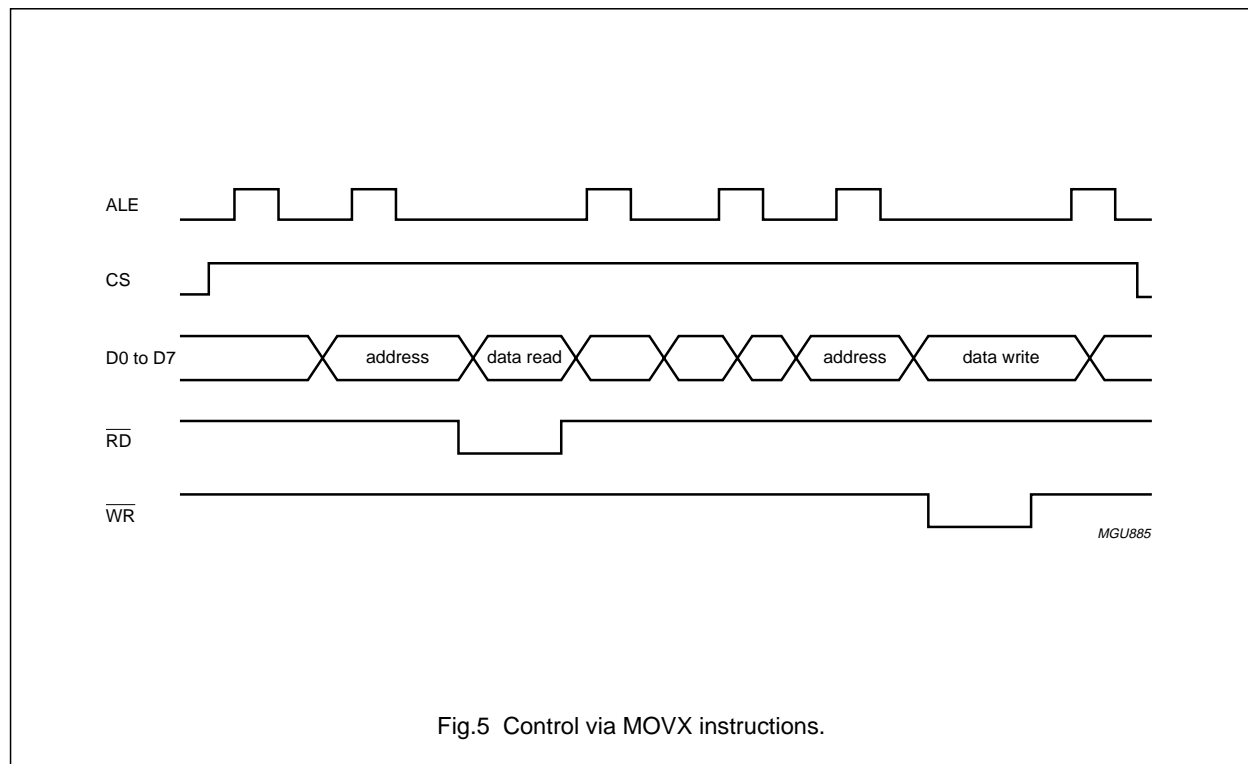 ALE
CS
D0 to D7
address
data read
address
data write
RD
WR
MGU885
Fig.5 Control via MOVX instructions.